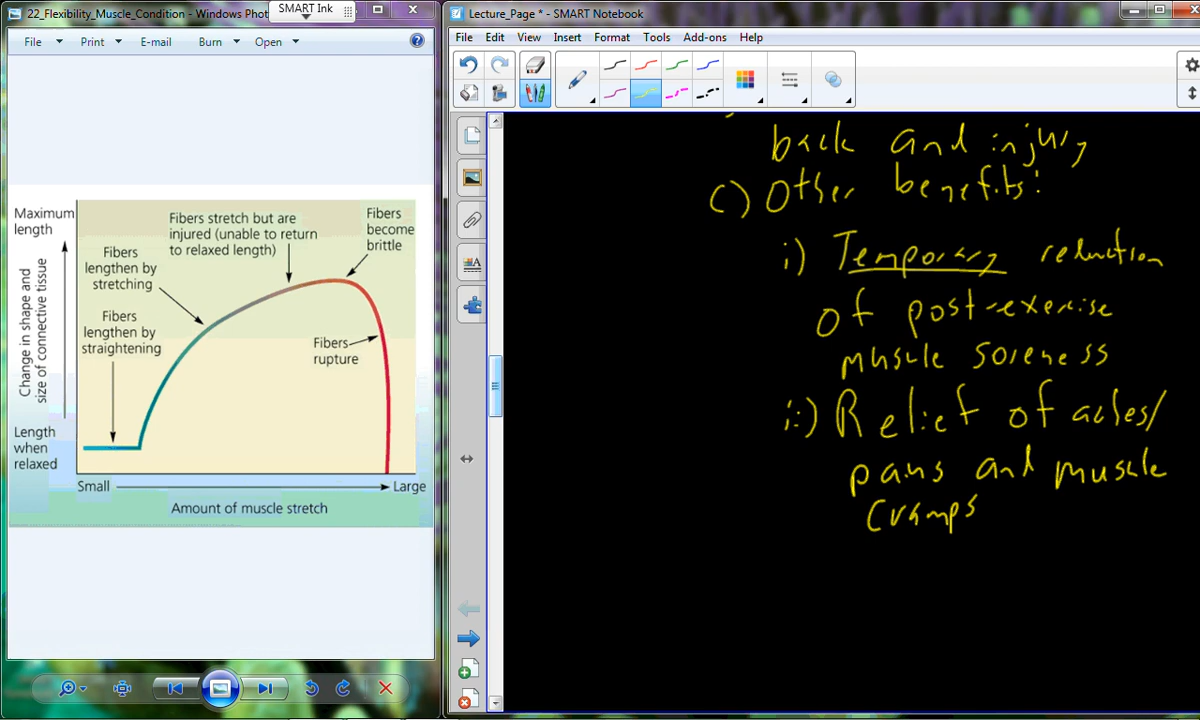 22_Flexibility_Muscle_Condition - Windows Phot
SMART Ink
File Print E-mail Burn Open
Maximum length
Change in shape and size of connective tissue
Length when relaxed
Fibers lengthen by straightening
Fibers lengthen by stretching
Fibers stretch but are injured (unable to return to relaxed length)
Fibers become brittle
Fibers rupture
Small
Large
Amount of muscle stretch
Lecture_Page * - SMART Notebook
File Edit View Insert Format Tools Add-ons Help
back and injury
c) Other benefits:
i) Temporary reduction
of post-exercise
muscle soreness
ii) Relief of aches/
pains and muscle
cramps